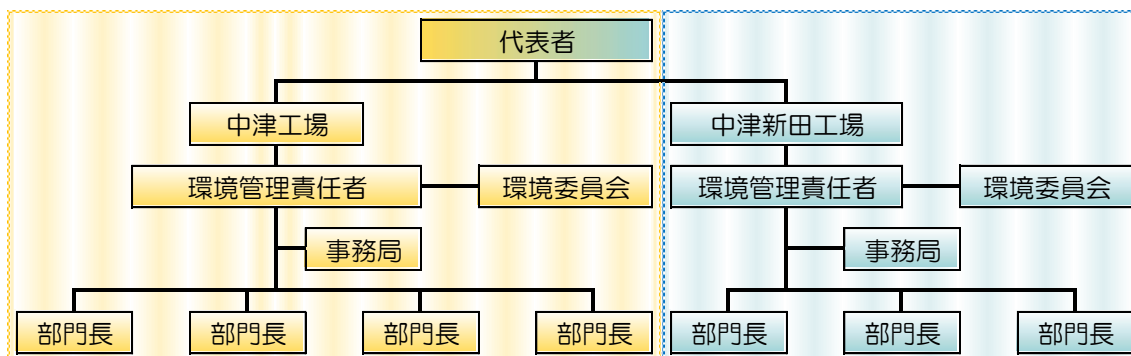 代表者
中津工場
中津新田工場
環境管理責任者
環境委員会
環境管理責任者
環境委員会
事務局
事務局
部門長
部門長
部門長
部門長
部門長
部門長
部門長